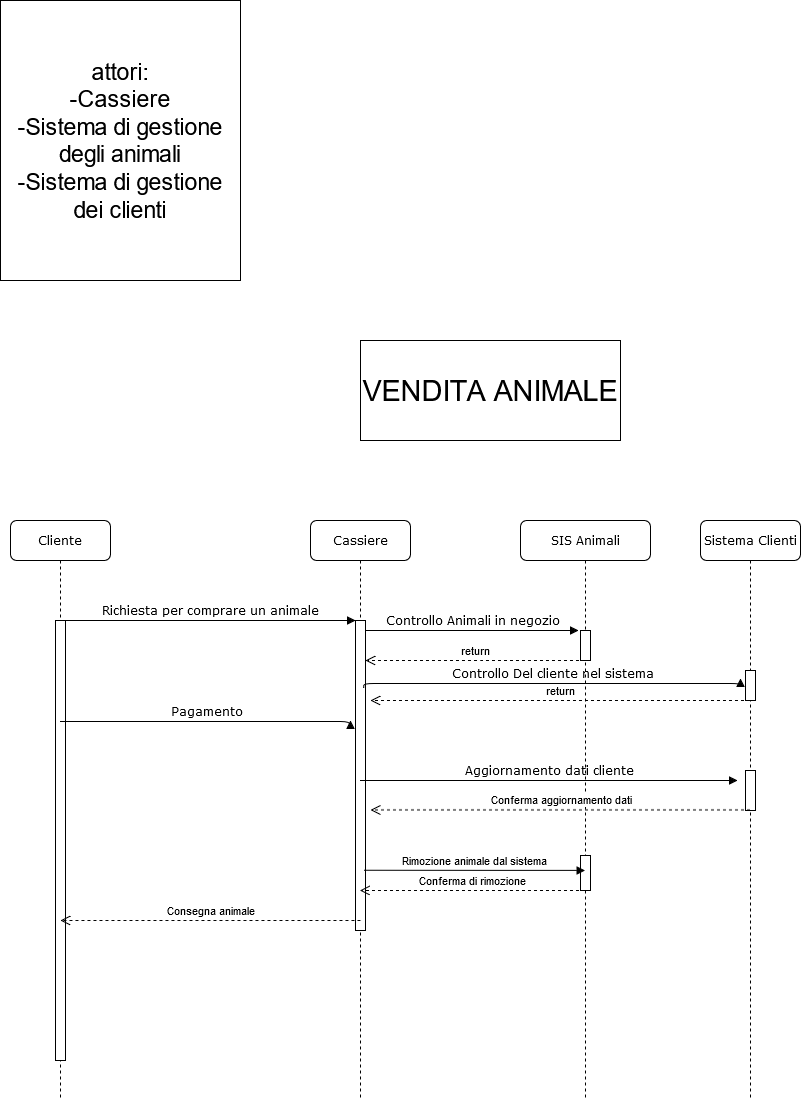 attori:
-Cassiere
-Sistema di gestione
degli animali
-Sistema di gestione
dei clienti
VENDITA ANIMALE
Cliente
Cassiere
SIS Animali
Sistema Clienti
Richiesta per comprare un animale
Controllo Animali in negozio
return
Controllo Del cliente nel sistema
return
Pagamento
Aggiornamento dati cliente
Conferma aggiornamento dati
Rimozione animale dal sistema
Conferma di rimozione
Consegna animale